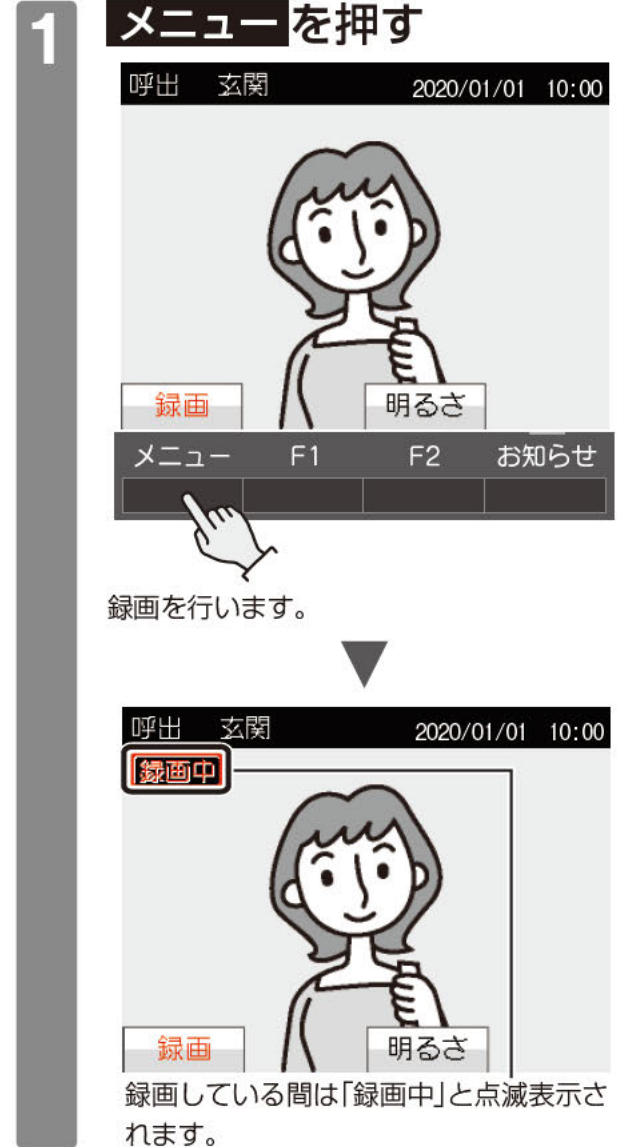 1
メニューを押す
呼出 玄関 2020/01/01 10:00
録画 明るさ
メニュー F1 F2 お知らせ
録画を行います。
呼出 玄関 2020/01/01 10:00
録画中
録画 明るさ
録画している間は「録画中」と点滅表示さ
れます。